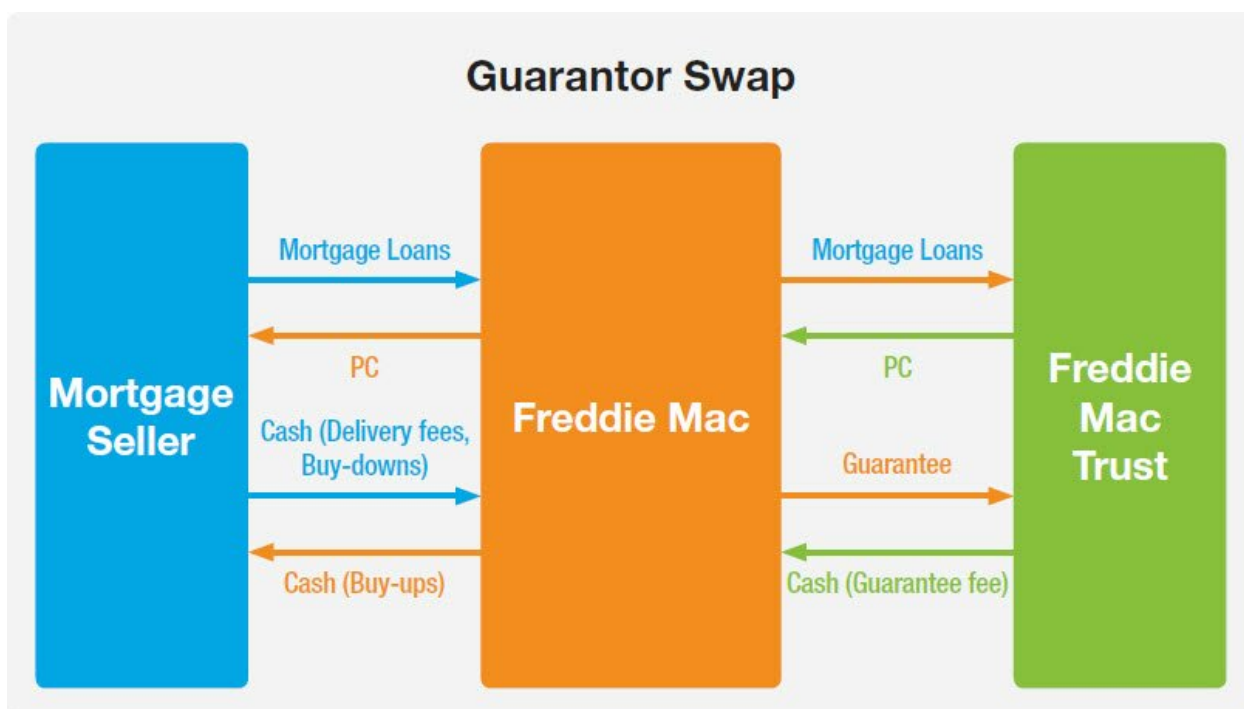 Guarantor Swap
Mortgage Loans
Mortgage Loans
PC
PC
Mortgage
Seller
Cash (Delivery fees,
Buy-downs)
Freddie Mac
Guarantee
Freddie
Mac
Trust
Cash (Buy-ups)
Cash (Guarantee fee)